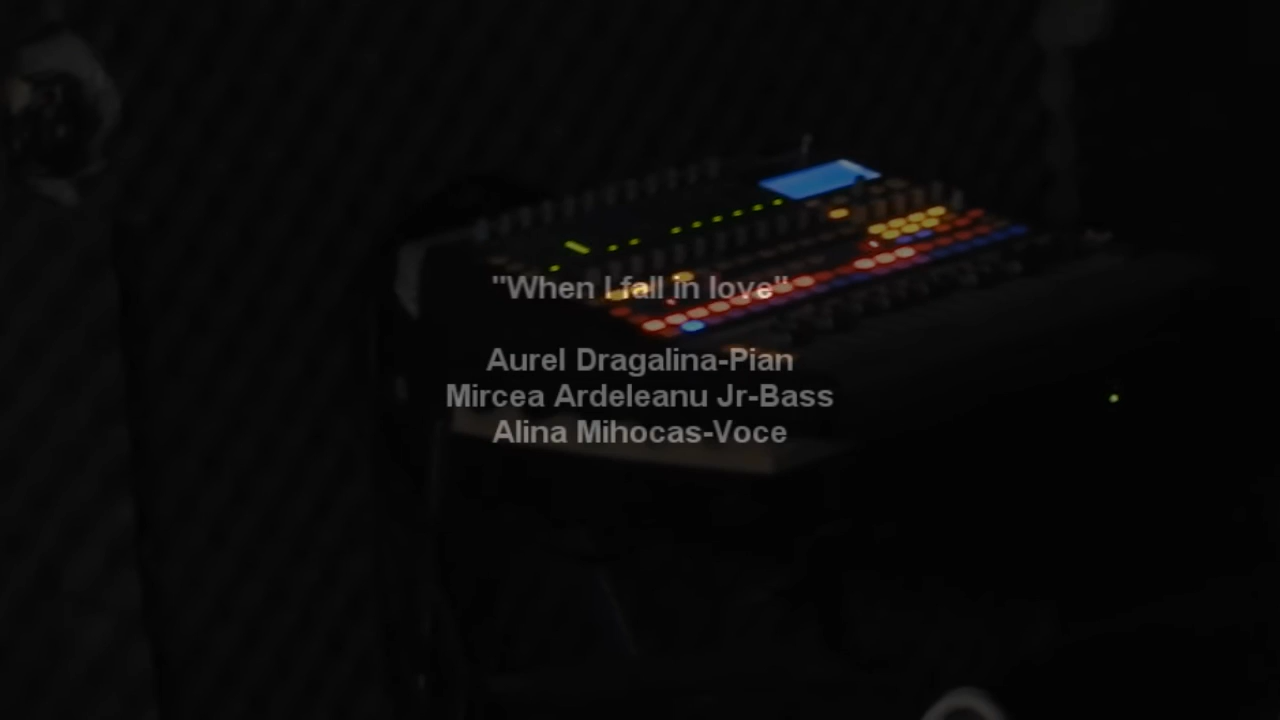 "When I fall in love"
Aurel Dragalina-Pian
Mircea Ardeleanu Jr-Bass
Alina Mihocas-Voce